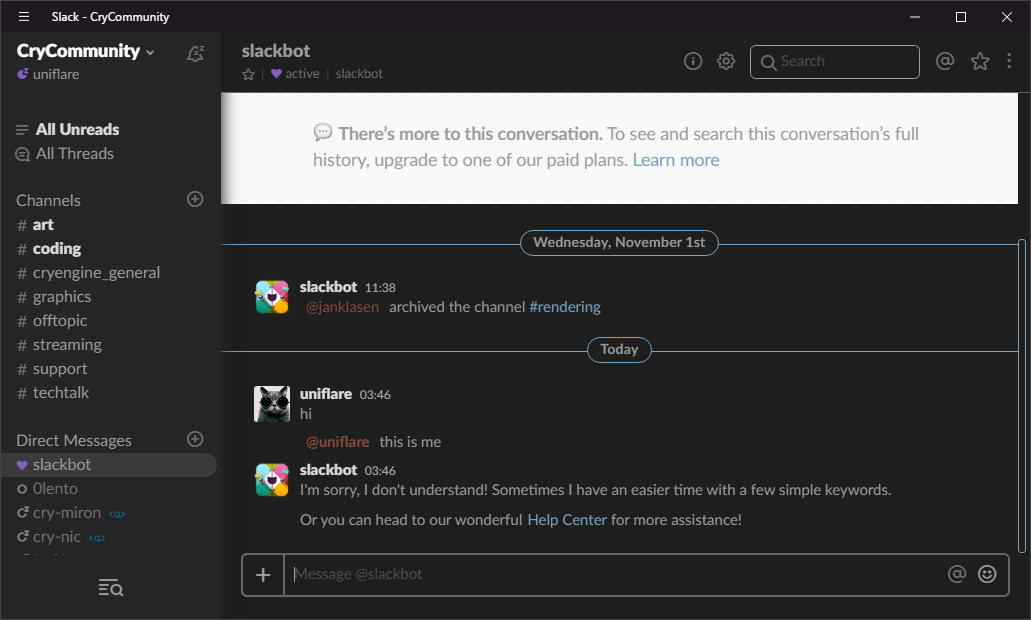 Slack - CryCommunity
CryCommunity
uniflare
All Unreads
All Threads
Channels
# art
# coding
# cryengine_general
# graphics
# offtopic
# streaming
# support
# techtalk
Direct Messages
slackbot
0lento
cry-miron
cry-nic
slackbot
active | slackbot
Search
There's more to this conversation. To see and search this conversation's full
history, upgrade to one of our paid plans. Learn more
Wednesday, November 1st
slackbot 11:38
@janklasen archived the channel #rendering
Today
uniflare 03:46
hi
@uniflare this is me
slackbot 03:46
I'm sorry, I don't understand! Sometimes I have an easier time with a few simple keywords.
Or you can head to our wonderful Help Center for more assistance!
Message @slackbot